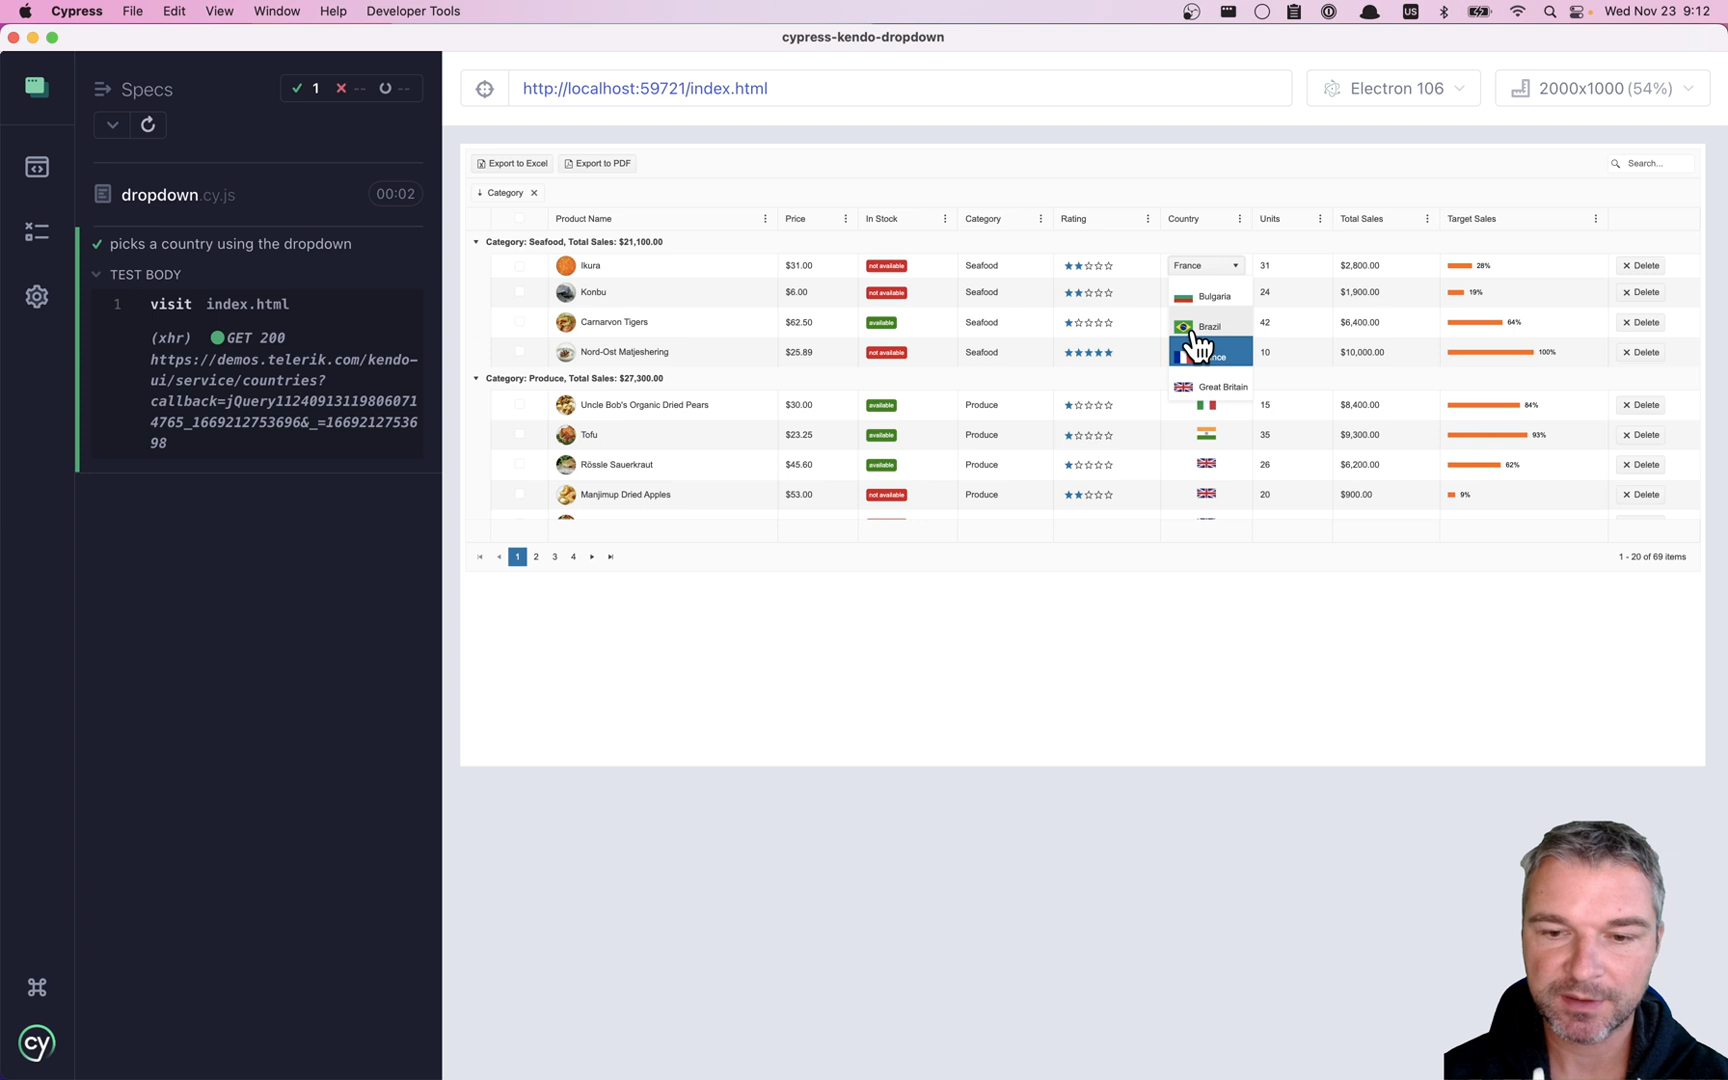 Cypress File Edit View Window Help Developer Tools US Wed Nov 23 9:12
cypress-kendo-dropdown
Specs 1 -- --
http://localhost:59721/index.html Electron 106 2000x1000 (54%)
dropdown.cy.js 00:02
picks a country using the dropdown
TEST BODY
1 visit index.html
(xhr) GET 200
https://demos.telerik.com/kendo-
ui/service/countries?
callback=jQuery11240913119806071
4765_1669212753696&_=16692127536
98
cy
Export to Excel Export to PDF Search...
Category
Product Name Price In Stock Category Rating Country Units Total Sales Target Sales
Category: Seafood, Total Sales: $21,100.00
Ikura $31.00 not available Seafood France 31 $2,800.00 28% Delete
Konbu $6.00 not available Seafood Bulgaria 24 $1,900.00 19% Delete
Carnarvon Tigers $62.50 available Seafood Brazil 42 $6,400.00 64% Delete
Nord-Ost Matjeshering $25.89 not available Seafood nce 10 $10,000.00 100% Delete
Category: Produce, Total Sales: $27,300.00
Great Britain
Uncle Bob's Organic Dried Pears $30.00 available Produce 15 $8,400.00 84% Delete
Tofu $23.25 available Produce 35 $9,300.00 93% Delete
Rössle Sauerkraut $45.60 available Produce 26 $6,200.00 62% Delete
Manjimup Dried Apples $53.00 not available Produce 20 $900.00 9% Delete
1 2 3 4 1 - 20 of 69 items